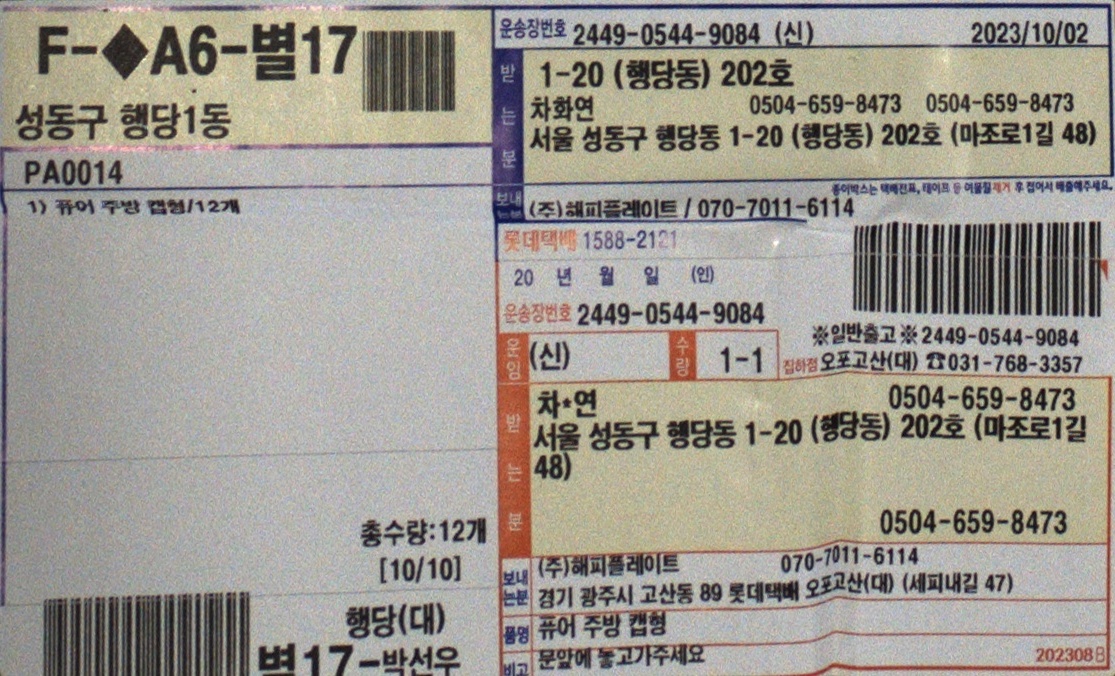 F-◆A6-별17
성동구 행당1동
PA0014
1) 퓨어 주방 캡형/12개
총수량:12개
[10/10]
행당(대)
별17-박선우
운송장번호 2449-0544-9084 (신) 2023/10/02
받는분
1-20 (행당동) 202호
차화연 0504-659-8473 0504-659-8473
서울 성동구 행당동 1-20 (행당동) 202호 (마조로1길 48)
종이박스는 택배전표, 테이프 등 이물질제거 후 접어서 배출해주세요.
보내는분 (주)해피플레이트 / 070-7011-6114
롯데택배 1588-2121
20 년 월 일 (인)
운송장번호 2449-0544-9084
※일반출고※ 2449-0544-9084
운임 (신) 수량 1-1
집하점 오포고산(대) ☎031-768-3357
받는분
차*연 0504-659-8473
서울 성동구 행당동 1-20 (행당동) 202호 (마조로1길
48)
0504-659-8473
보내는분 (주)해피플레이트 070-7011-6114
경기 광주시 고산동 89 롯데택배 오포고산(대) (세피내길 47)
품명 퓨어 주방 캡형
비고 문앞에 놓고가주세요
202308B